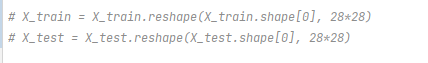 # X_train = X_train.reshape(X_train.shape[0], 28*28)
# X_test = X_test.reshape(X_test.shape[0], 28*28)